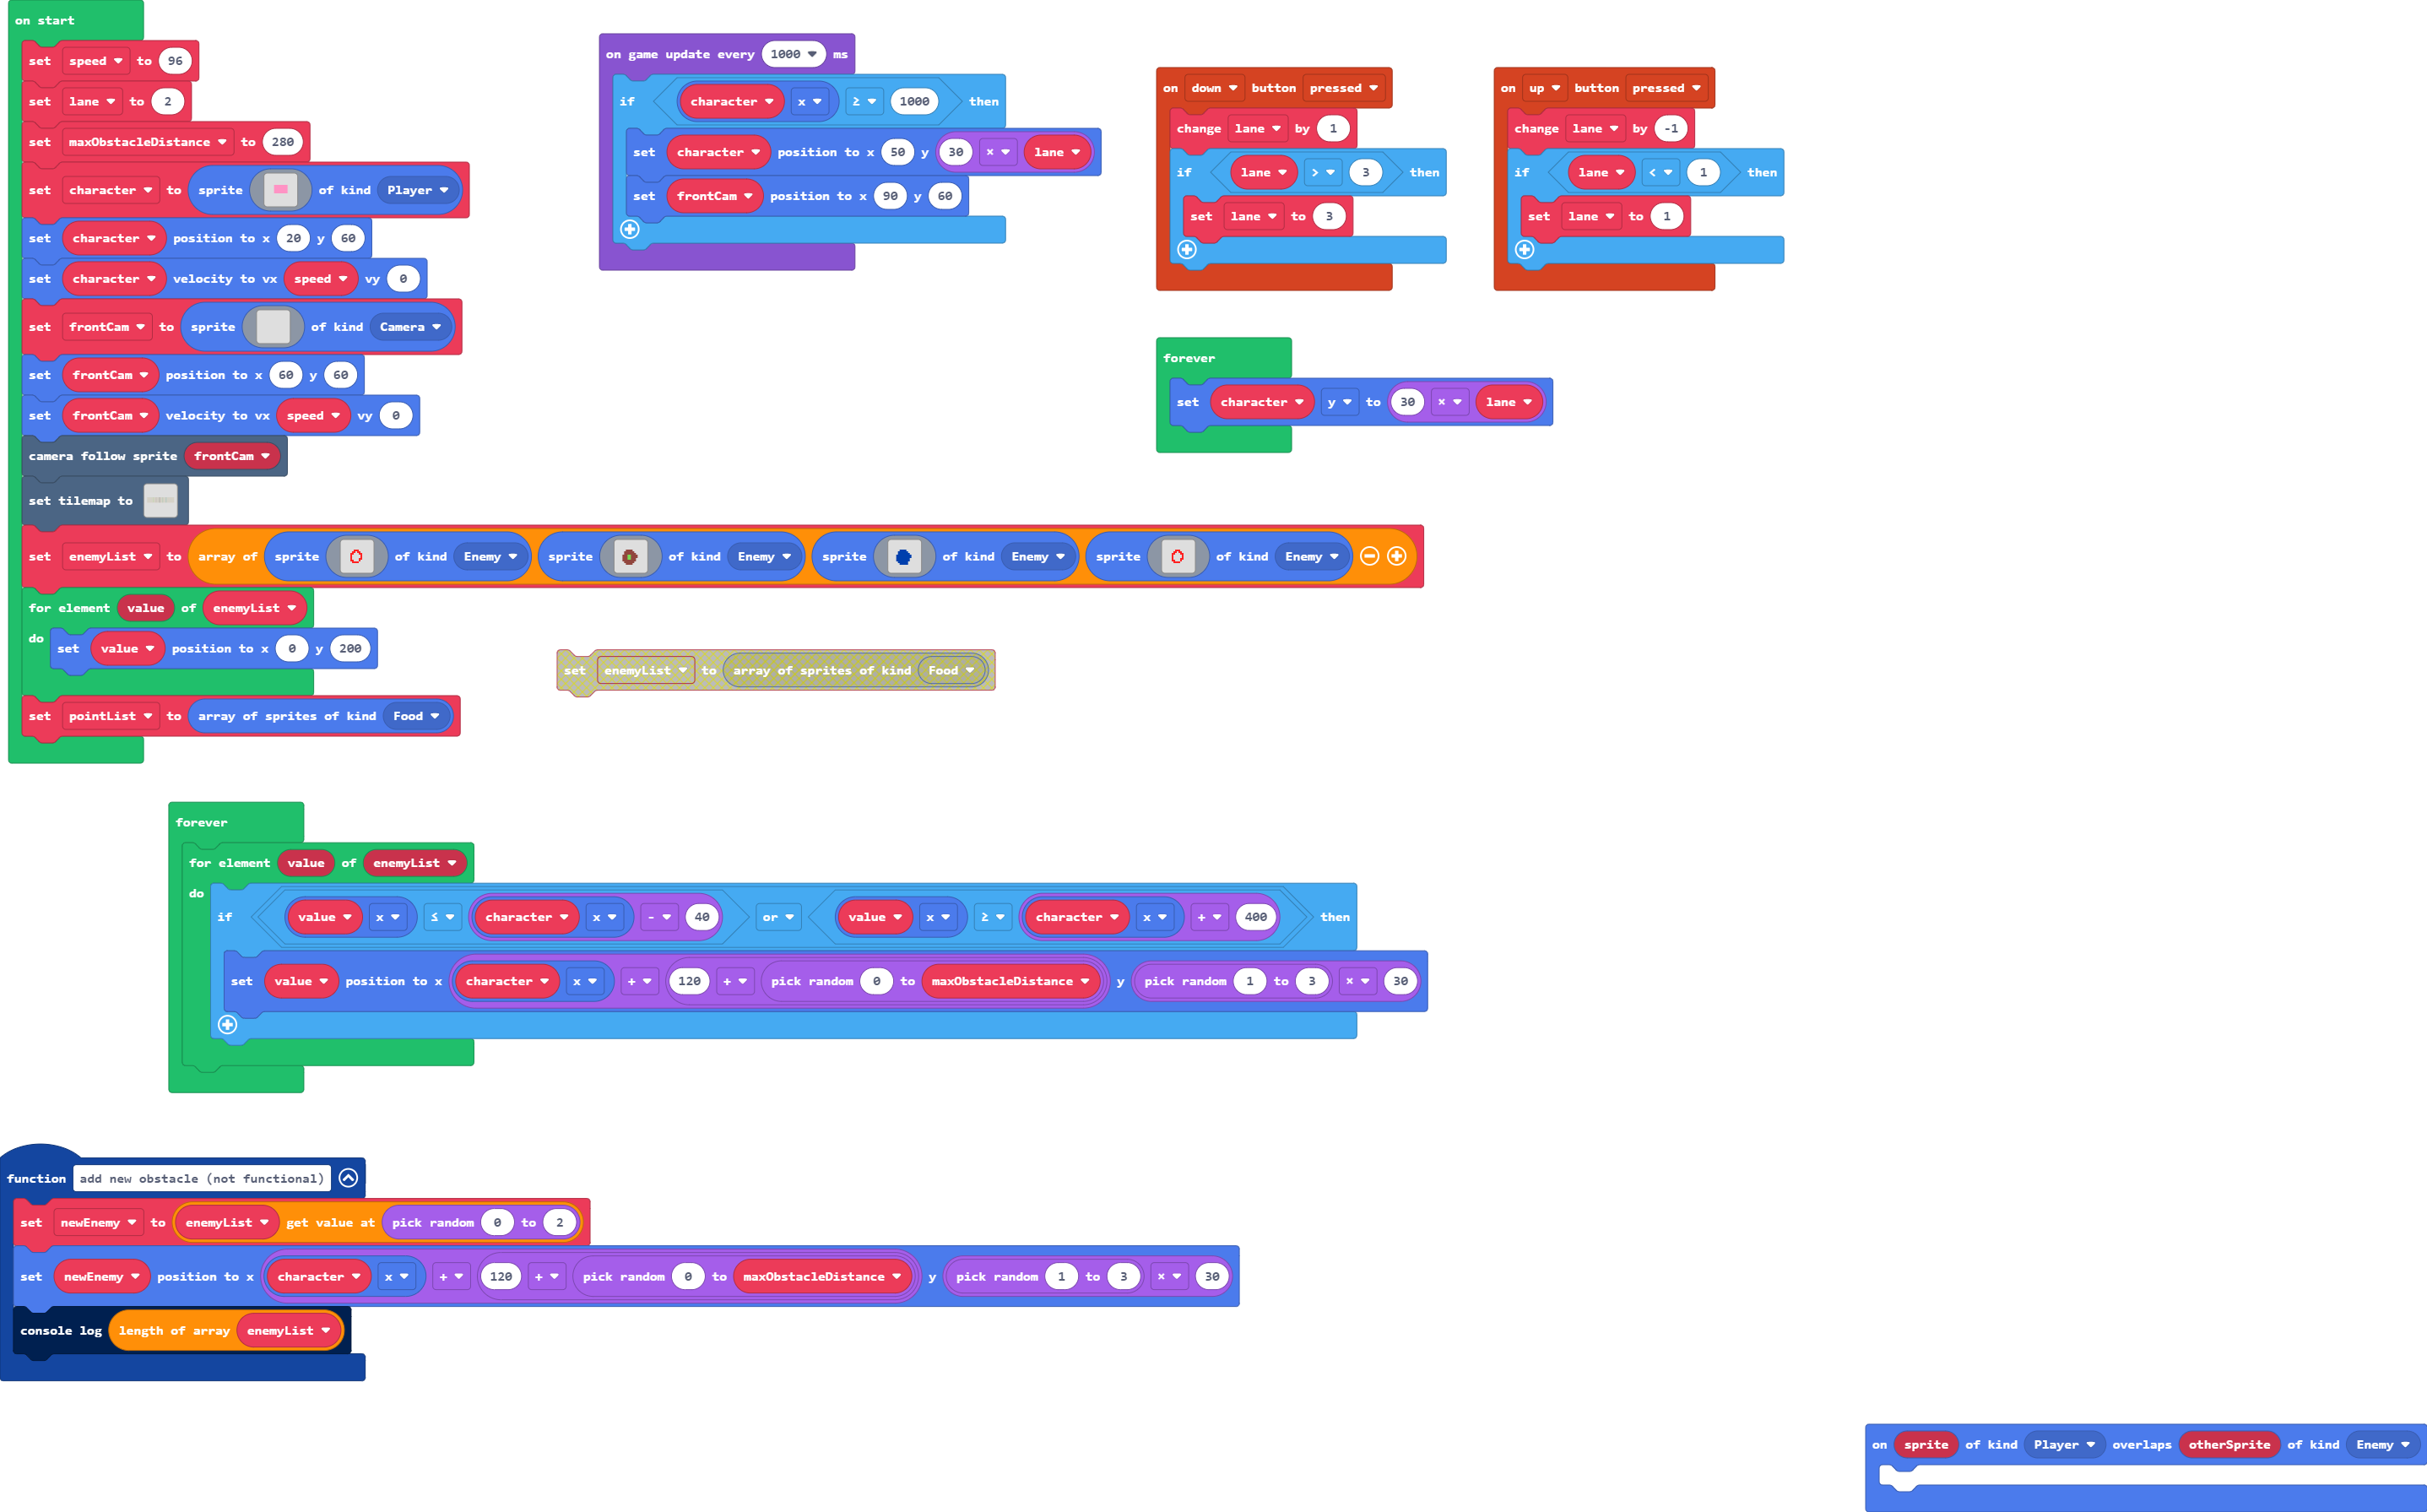 on start
set speed to 96
set lane to 2
set maxObstacleDistance to 280
set character to sprite of kind Player
set character position to x 20 y 60
set character velocity to vx speed vy 0
set frontCam to sprite of kind Camera
set frontCam position to x 60 y 60
set frontCam velocity to vx speed vy 0
camera follow sprite frontCam
set tilemap to
set enemyList to array of sprite of kind Enemy sprite of kind Enemy sprite of kind Enemy sprite of kind Enemy
for element value of enemyList
do set value position to x 0 y 200
set pointList to array of sprites of kind Food
on game update every 1000 ms
if character x ≥ 1000 then
set character position to x 50 y 30 × lane
set frontCam position to x 90 y 60
on down button pressed
change lane by 1
if lane > 3 then
set lane to 3
on up button pressed
change lane by -1
if lane < 1 then
set lane to 1
forever
set character y to 30 × lane
set enemyList to array of sprites of kind Food
forever
for element value of enemyList
do
if value x ≤ character x - 40 or value x ≥ character x + 400 then
set value position to x character x + 120 + pick random 0 to maxObstacleDistance y pick random 1 to 3 × 30
function add new obstacle (not functional)
set newEnemy to enemyList get value at pick random 0 to 2
set newEnemy position to x character x + 120 + pick random 0 to maxObstacleDistance y pick random 1 to 3 × 30
console log length of array enemyList
on sprite of kind Player overlaps otherSprite of kind Enemy